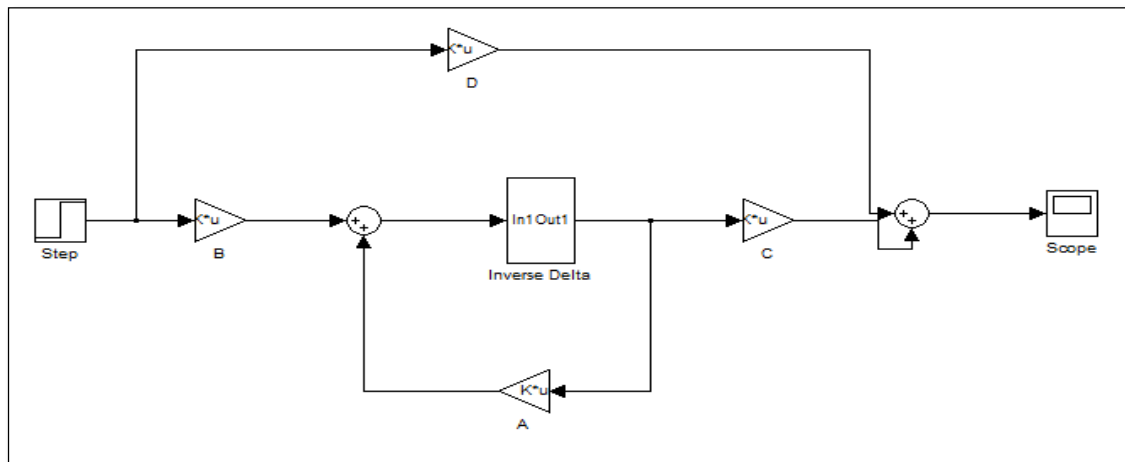 K*u
D
K*u
B
+
+
In1 Out1
Inverse Delta
K*u
C
+
+
Step
Scope
K*u
A